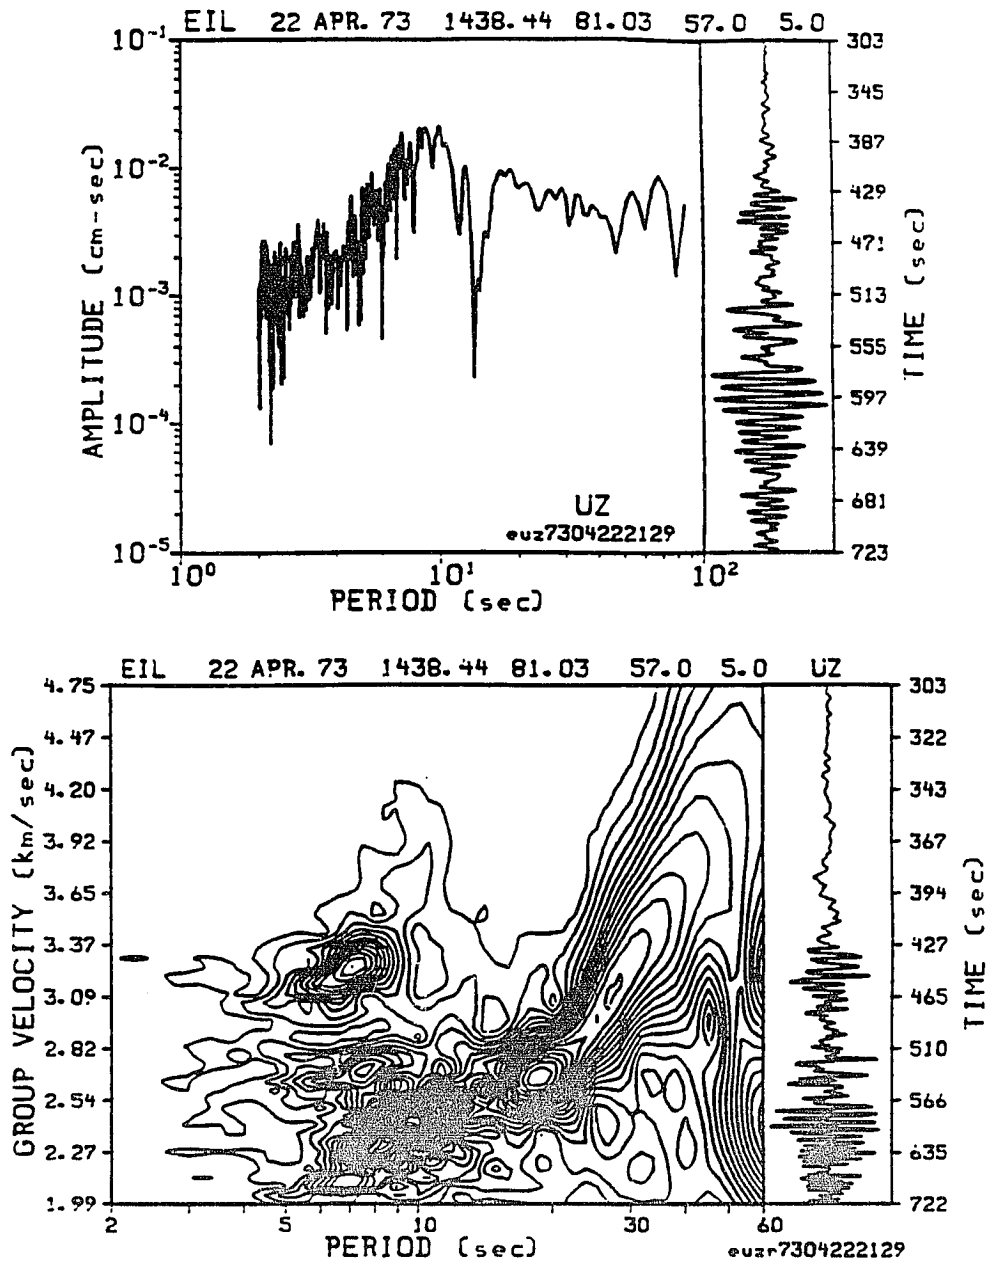 EIL 22 APR. 73 1438.44 81.03 57.0 5.0
AMPLITUDE (cm-sec)
10-1
10-2
10-3
10-4
10-5
10⁰ 10¹ 10²
PERIOD (sec)
UZ
euz7304222129
303
345
387
429
471
513
555
597
639
681
723
TIME (sec)
EIL 22 APR. 73 1438.44 81.03 57.0 5.0 UZ
GROUP VELOCITY (km/sec)
4.75
4.47
4.20
3.92
3.65
3.37
3.09
2.82
2.54
2.27
1.99
2 5 10 30 60
PERIOD (sec)
303
322
343
367
394
427
465
510
566
635
722
TIME (sec)
euzr7304222129